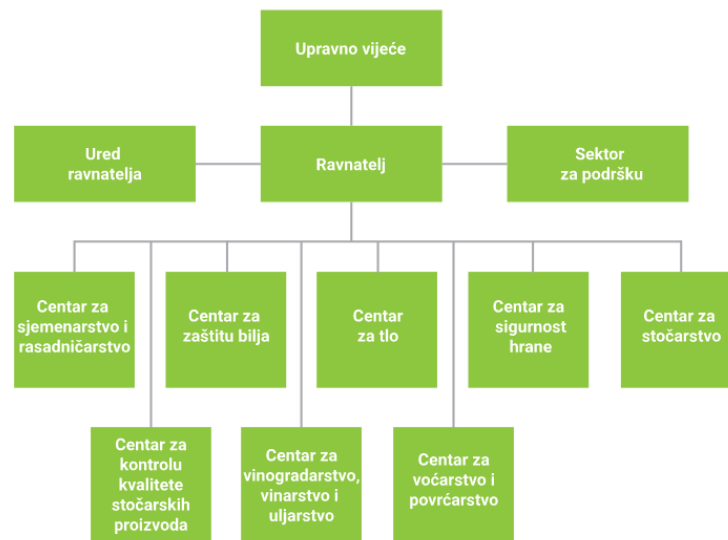 Upravno vijeće
Ured
ravnatelja
Ravnatelj
Sektor
za podršku
Centar za
sjemenarstvo i
rasadničarstvo
Centar za
zaštitu bilja
Centar
za tlo
Centar za
sigurnost
hrane
Centar za
stočarstvo
Centar za
kontrolu
kvalitete
stočarskih
proizvoda
Centar za
vinogradarstvo,
vinarstvo i
uljarstvo
Centar za
voćarstvo i
povrćarstvo